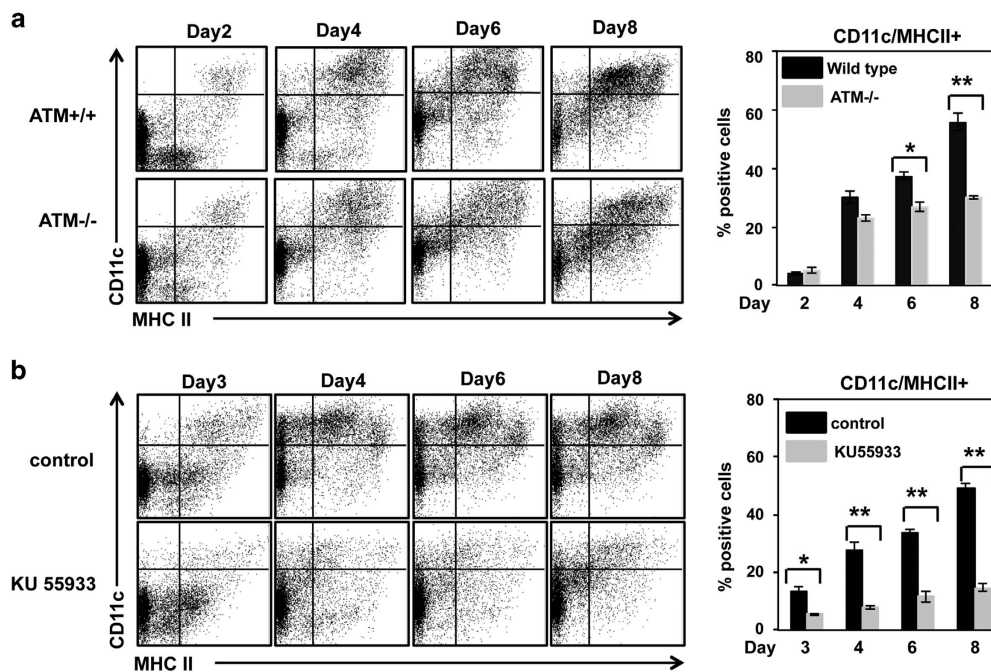 a
Day2 Day4 Day6 Day8
ATM+/+
ATM-/-
CD11c
MHC II
CD11c/MHCII+
Wild type
ATM-/-
% positive cells
80
60
40
20
0
*
**
Day 2 4 6 8
b
Day3 Day4 Day6 Day8
control
KU 55933
CD11c
MHC II
CD11c/MHCII+
control
KU55933
% positive cells
80
60
40
20
0
*
**
**
**
Day 3 4 6 8